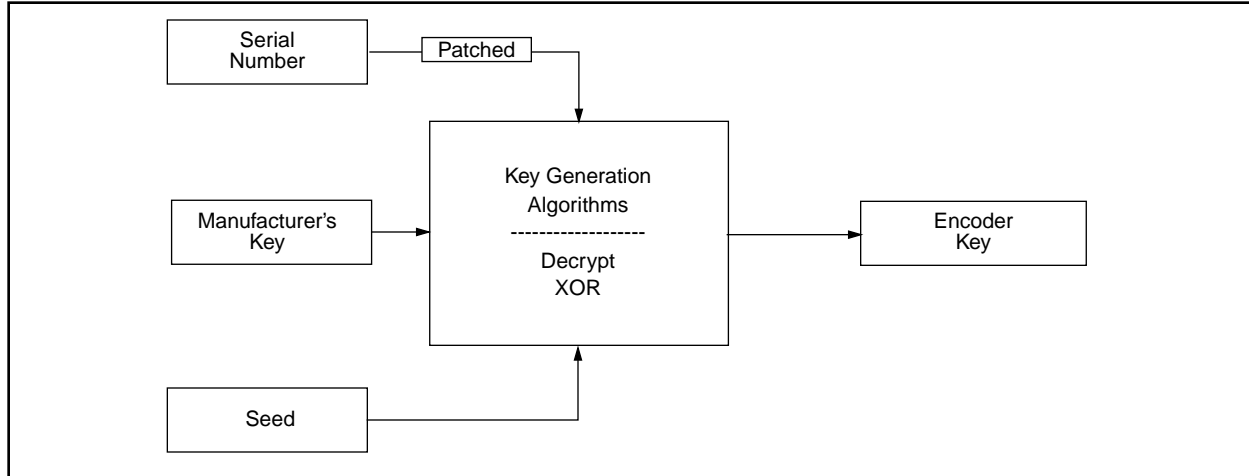 Serial
Number
Patched
Key Generation
Algorithms
--------------------
Decrypt
XOR
Manufacturer's
Key
Encoder
Key
Seed